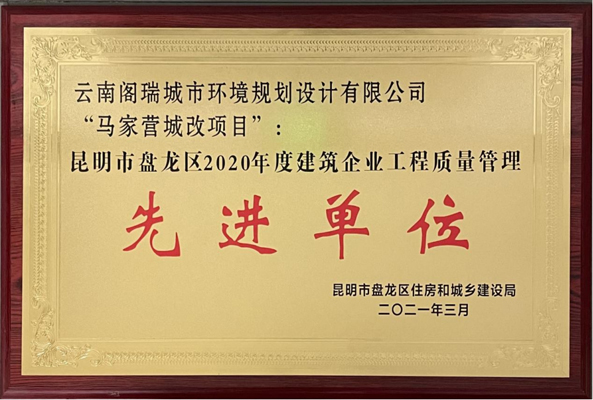 云南阁瑞城市环境规划设计有限公司
“马家营城改项目”：
昆明市盘龙区2020年度建筑企业工程质量管理
先进单位
昆明市盘龙区住房和城乡建设局
二〇二一年三月